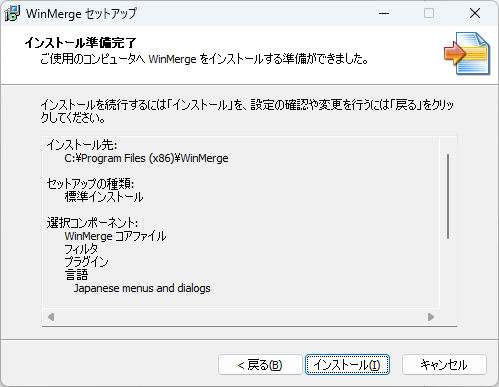 WinMerge セットアップ
インストール準備完了
ご使用のコンピュータへ WinMerge をインストールする準備ができました。
インストールを続行するには「インストール」を、設定の確認や変更を行うには「戻る」をクリッ
クしてください。
インストール先:
C:¥Program Files (x86)¥WinMerge
セットアップの種類:
標準インストール
選択コンポーネント:
WinMerge コアファイル
フィルタ
プラグイン
言語
Japanese menus and dialogs
< 戻る(B)
インストール(I)
キャンセル